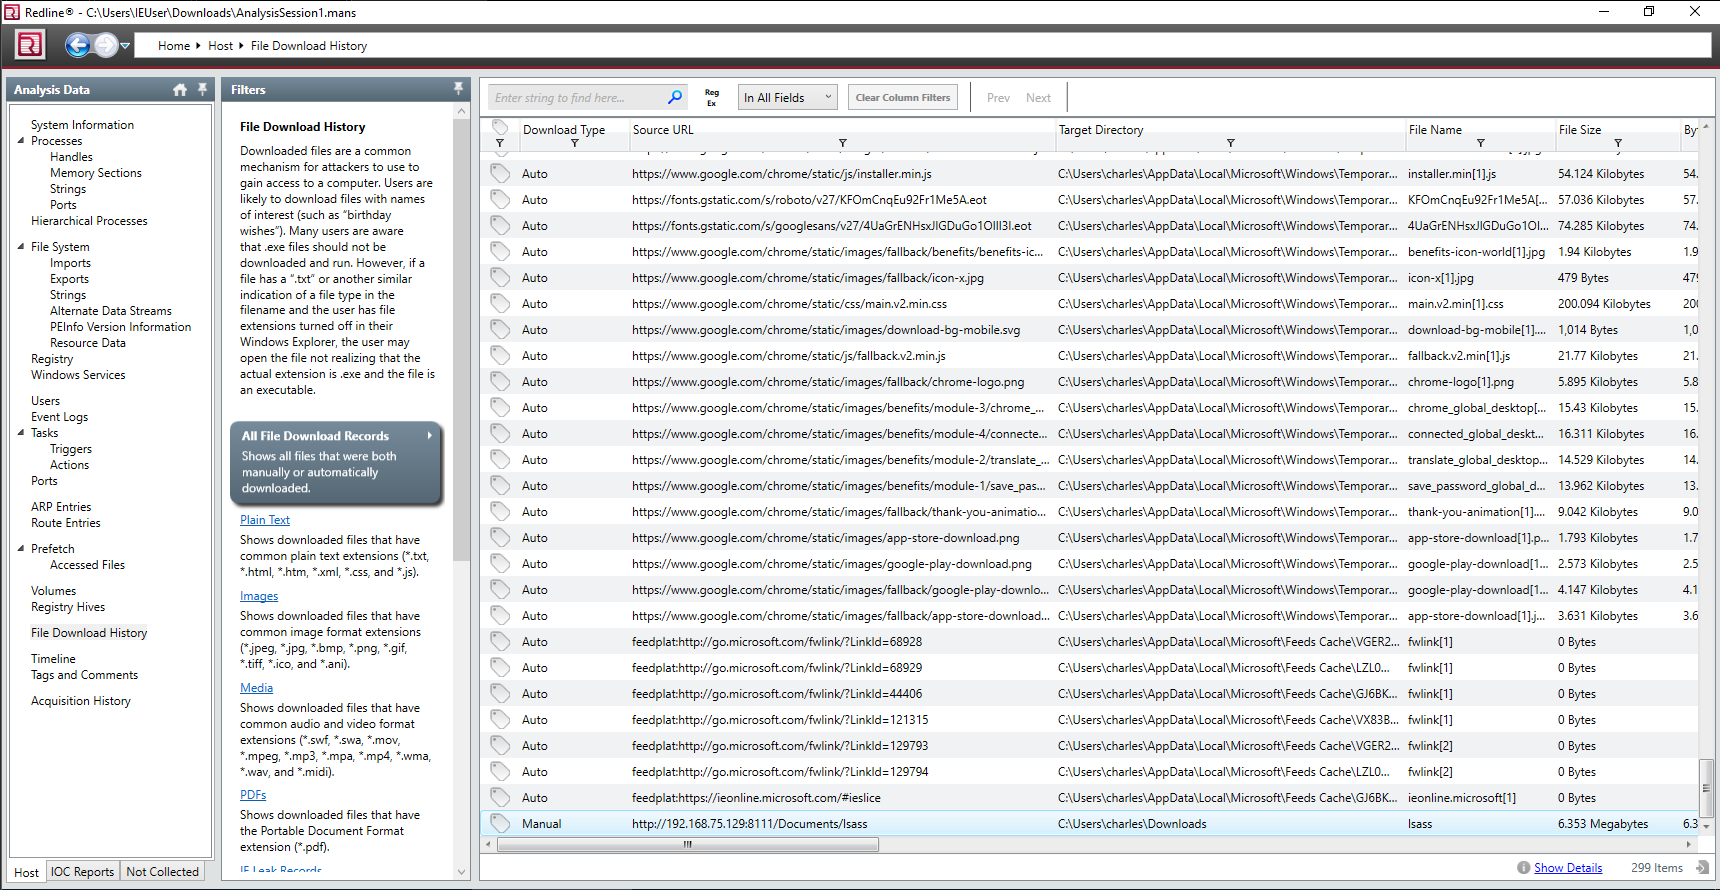 Redline® - C:\Users\IEUser\Downloads\AnalysisSession1.mans
Home Host File Download History
Analysis Data
System Information
Processes
Handles
Memory Sections
Strings
Ports
Hierarchical Processes
File System
Imports
Exports
Strings
Alternate Data Streams
PEInfo Version Information
Resource Data
Registry
Windows Services
Users
Event Logs
Tasks
Triggers
Actions
Ports
ARP Entries
Route Entries
Prefetch
Accessed Files
Volumes
Registry Hives
File Download History
Timeline
Tags and Comments
Acquisition History
Host IOC Reports Not Collected
Filters
File Download History
Downloaded files are a common
mechanism for attackers to use to
gain access to a computer. Users are
likely to download files with names
of interest (such as "birthday
wishes"). Many users are aware
that .exe files should not be
downloaded and run. However, if a
file has a ".txt" or another similar
indication of a file type in the
filename and the user has file
extensions turned off in their
Windows Explorer, the user may
open the file not realizing that the
actual extension is .exe and the file is
an executable.
All File Download Records
Shows all files that were both
manually or automatically
downloaded.
Plain Text
Shows downloaded files that have
common plain text extensions (*.txt,
*.html, *.htm, *.xml, *.css, and *.js).
Images
Shows downloaded files that have
common image format extensions
(*.jpeg, *.jpg, *.bmp, *.png, *.gif,
*.tiff, *.ico, and *.ani).
Media
Shows downloaded files that have
common audio and video format
extensions (*.swf, *.swa, *.mov,
*.mpeg, *.mp3, *.mpa, *.mp4, *.wma,
*.wav, and *.midi).
PDFs
Shows downloaded files that have
the Portable Document Format
extension (*.pdf).
IE Leak Records
Enter string to find here... Reg Ex In All Fields Clear Column Filters Prev Next
Download Type Source URL Target Directory File Name File Size By
Auto https://www.google.com/chrome/static/js/installer.min.js C:\Users\charles\AppData\Local\Microsoft\Windows\Temporar... installer.min[1].js 54.124 Kilobytes 54.
Auto https://fonts.gstatic.com/s/roboto/v27/KFOmCnqEu92Fr1Me5A.eot C:\Users\charles\AppData\Local\Microsoft\Windows\Temporar... KFOmCnqEu92Fr1Me5A[... 57.036 Kilobytes 57.
Auto https://fonts.gstatic.com/s/googlesans/v27/4UaGrENHsxJlGDuGo1OIll3l.eot C:\Users\charles\AppData\Local\Microsoft\Windows\Temporar... 4UaGrENHsxJlGDuGo1OI... 74.285 Kilobytes 74.
Auto https://www.google.com/chrome/static/images/fallback/benefits/benefits-ic... C:\Users\charles\AppData\Local\Microsoft\Windows\Temporar... benefits-icon-world[1].jpg 1.94 Kilobytes 1.9
Auto https://www.google.com/chrome/static/images/fallback/icon-x.jpg C:\Users\charles\AppData\Local\Microsoft\Windows\Temporar... icon-x[1].jpg 479 Bytes 479
Auto https://www.google.com/chrome/static/css/main.v2.min.css C:\Users\charles\AppData\Local\Microsoft\Windows\Temporar... main.v2.min[1].css 200.094 Kilobytes 200
Auto https://www.google.com/chrome/static/images/download-bg-mobile.svg C:\Users\charles\AppData\Local\Microsoft\Windows\Temporar... download-bg-mobile[1].... 1,014 Bytes 1,0
Auto https://www.google.com/chrome/static/js/fallback.v2.min.js C:\Users\charles\AppData\Local\Microsoft\Windows\Temporar... fallback.v2.min[1].js 21.77 Kilobytes 21.
Auto https://www.google.com/chrome/static/images/fallback/chrome-logo.png C:\Users\charles\AppData\Local\Microsoft\Windows\Temporar... chrome-logo[1].png 5.895 Kilobytes 5.8
Auto https://www.google.com/chrome/static/images/benefits/module-3/chrome_... C:\Users\charles\AppData\Local\Microsoft\Windows\Temporar... chrome_global_desktop[... 15.43 Kilobytes 15.
Auto https://www.google.com/chrome/static/images/benefits/module-4/connecte... C:\Users\charles\AppData\Local\Microsoft\Windows\Temporar... connected_global_deskt... 16.311 Kilobytes 16.
Auto https://www.google.com/chrome/static/images/benefits/module-2/translate_... C:\Users\charles\AppData\Local\Microsoft\Windows\Temporar... translate_global_desktop... 14.529 Kilobytes 14.
Auto https://www.google.com/chrome/static/images/benefits/module-1/save_pas... C:\Users\charles\AppData\Local\Microsoft\Windows\Temporar... save_password_global_d... 13.962 Kilobytes 13.
Auto https://www.google.com/chrome/static/images/fallback/thank-you-animatio... C:\Users\charles\AppData\Local\Microsoft\Windows\Temporar... thank-you-animation[1].... 9.042 Kilobytes 9.0
Auto https://www.google.com/chrome/static/images/app-store-download.png C:\Users\charles\AppData\Local\Microsoft\Windows\Temporar... app-store-download[1].p... 1.793 Kilobytes 1.7
Auto https://www.google.com/chrome/static/images/google-play-download.png C:\Users\charles\AppData\Local\Microsoft\Windows\Temporar... google-play-download[1... 2.573 Kilobytes 2.5
Auto https://www.google.com/chrome/static/images/fallback/google-play-downlo... C:\Users\charles\AppData\Local\Microsoft\Windows\Temporar... google-play-download[1... 4.147 Kilobytes 4.1
Auto https://www.google.com/chrome/static/images/fallback/app-store-download... C:\Users\charles\AppData\Local\Microsoft\Windows\Temporar... app-store-download[1].j... 3.631 Kilobytes 3.6
Auto feedplat:http://go.microsoft.com/fwlink/?LinkId=68928 C:\Users\charles\AppData\Local\Microsoft\Feeds Cache\VGER2... fwlink[1] 0 Bytes
Auto feedplat:http://go.microsoft.com/fwlink/?LinkId=68929 C:\Users\charles\AppData\Local\Microsoft\Feeds Cache\LZL0... fwlink[1] 0 Bytes
Auto feedplat:http://go.microsoft.com/fwlink/?LinkId=44406 C:\Users\charles\AppData\Local\Microsoft\Feeds Cache\GJ6BK... fwlink[1] 0 Bytes
Auto feedplat:http://go.microsoft.com/fwlink/?LinkId=121315 C:\Users\charles\AppData\Local\Microsoft\Feeds Cache\VX83B... fwlink[1] 0 Bytes
Auto feedplat:http://go.microsoft.com/fwlink/?LinkId=129793 C:\Users\charles\AppData\Local\Microsoft\Feeds Cache\VGER2... fwlink[2] 0 Bytes
Auto feedplat:http://go.microsoft.com/fwlink/?LinkId=129794 C:\Users\charles\AppData\Local\Microsoft\Feeds Cache\LZL0... fwlink[2] 0 Bytes
Auto feedplat:https://ieonline.microsoft.com/#ieslice C:\Users\charles\AppData\Local\Microsoft\Feeds Cache\GJ6BK... ieonline.microsoft[1] 0 Bytes
Manual http://192.168.75.129:8111/Documents/lsass C:\Users\charles\Downloads lsass 6.353 Megabytes 6.3
Show Details 299 Items